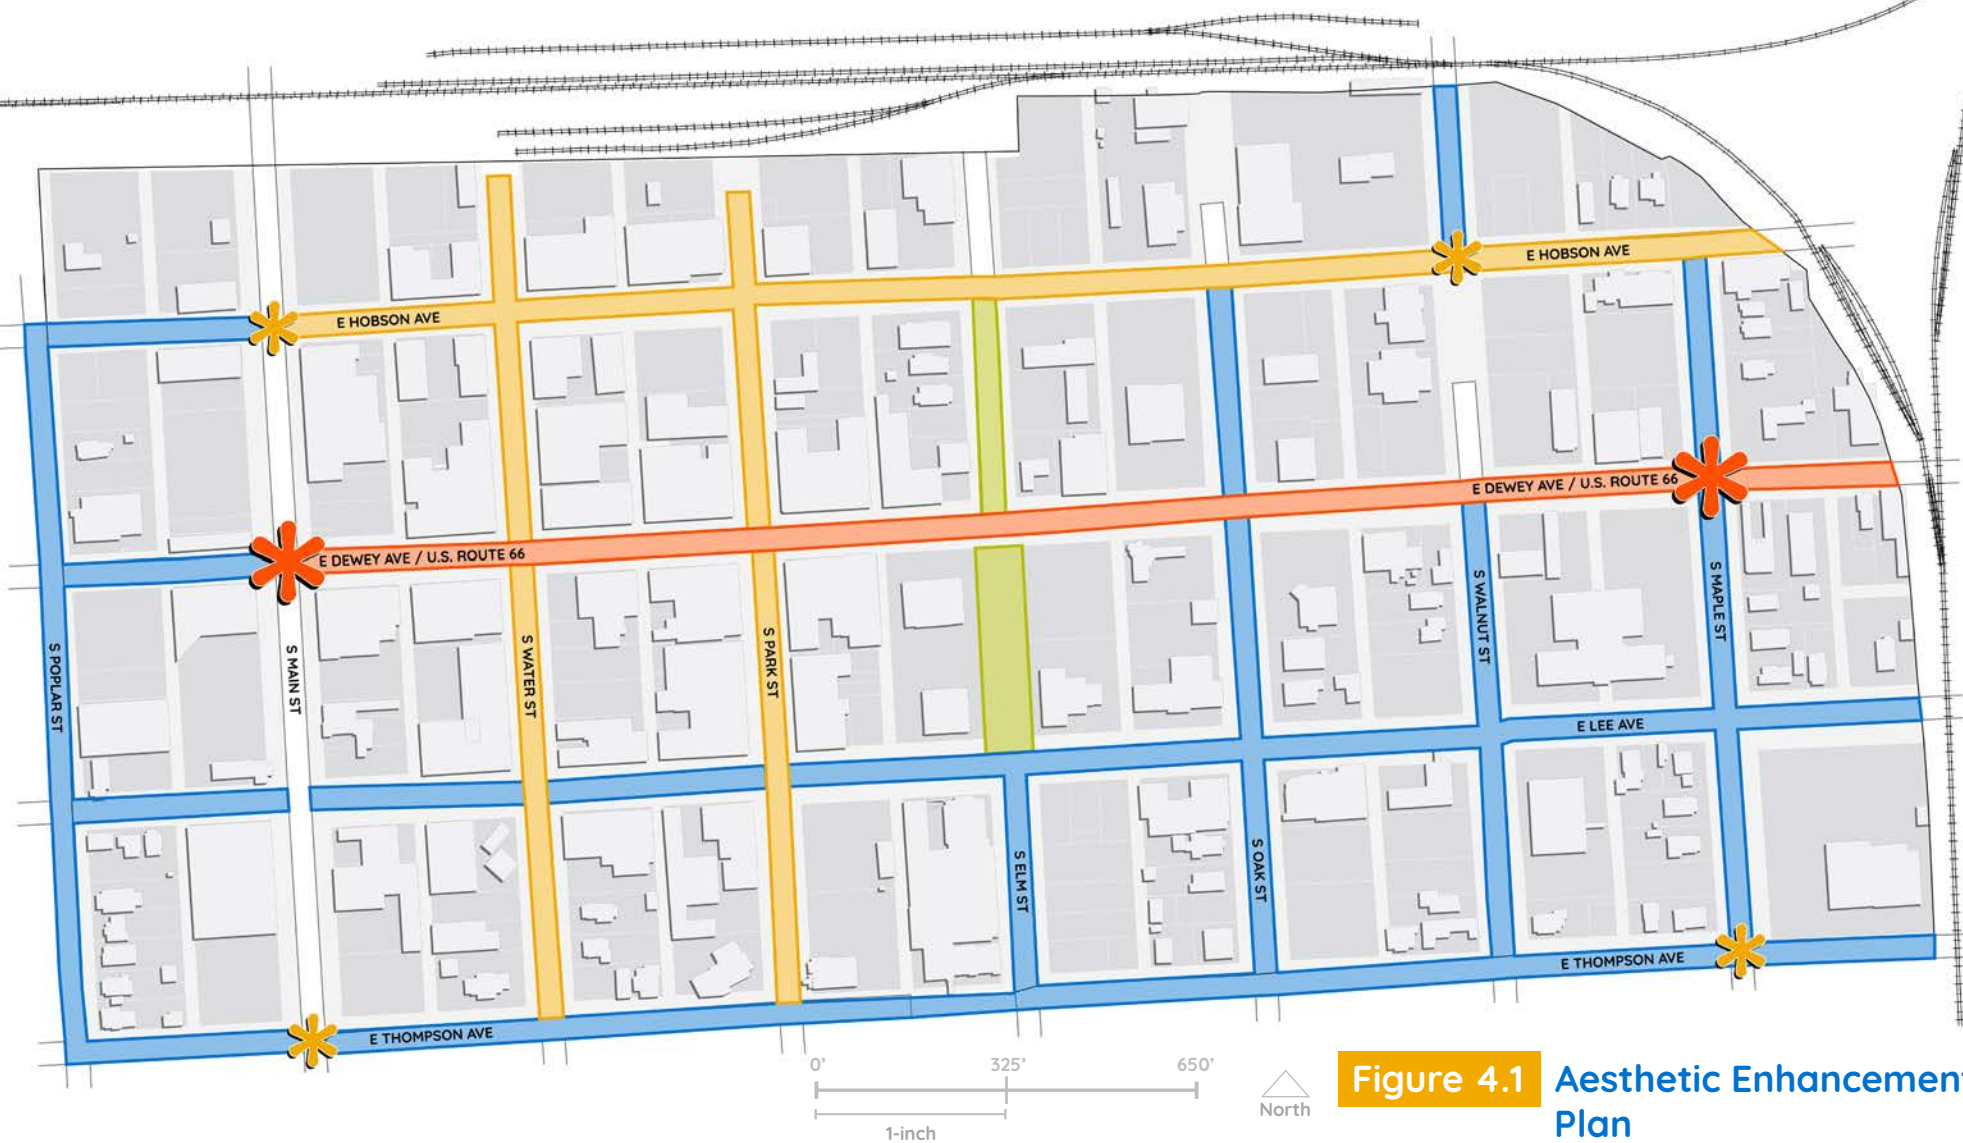 E HOBSON AVE
E HOBSON AVE
E DEWEY AVE / U.S. ROUTE 66
E DEWEY AVE / U.S. ROUTE 66
S POPLAR ST
S MAIN ST
S WATER ST
S PARK ST
S WALNUT ST
S MAPLE ST
E LEE AVE
S ELM ST
S OAK ST
E THOMPSON AVE
E THOMPSON AVE
0' 325' 650'
1-inch
North
Figure 4.1 Aesthetic Enhancement
Plan